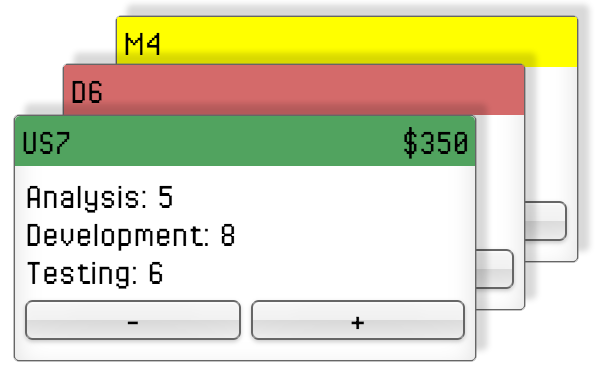 M4
D6
US7 $350
Analysis: 5
Development: 8
Testing: 6
- +